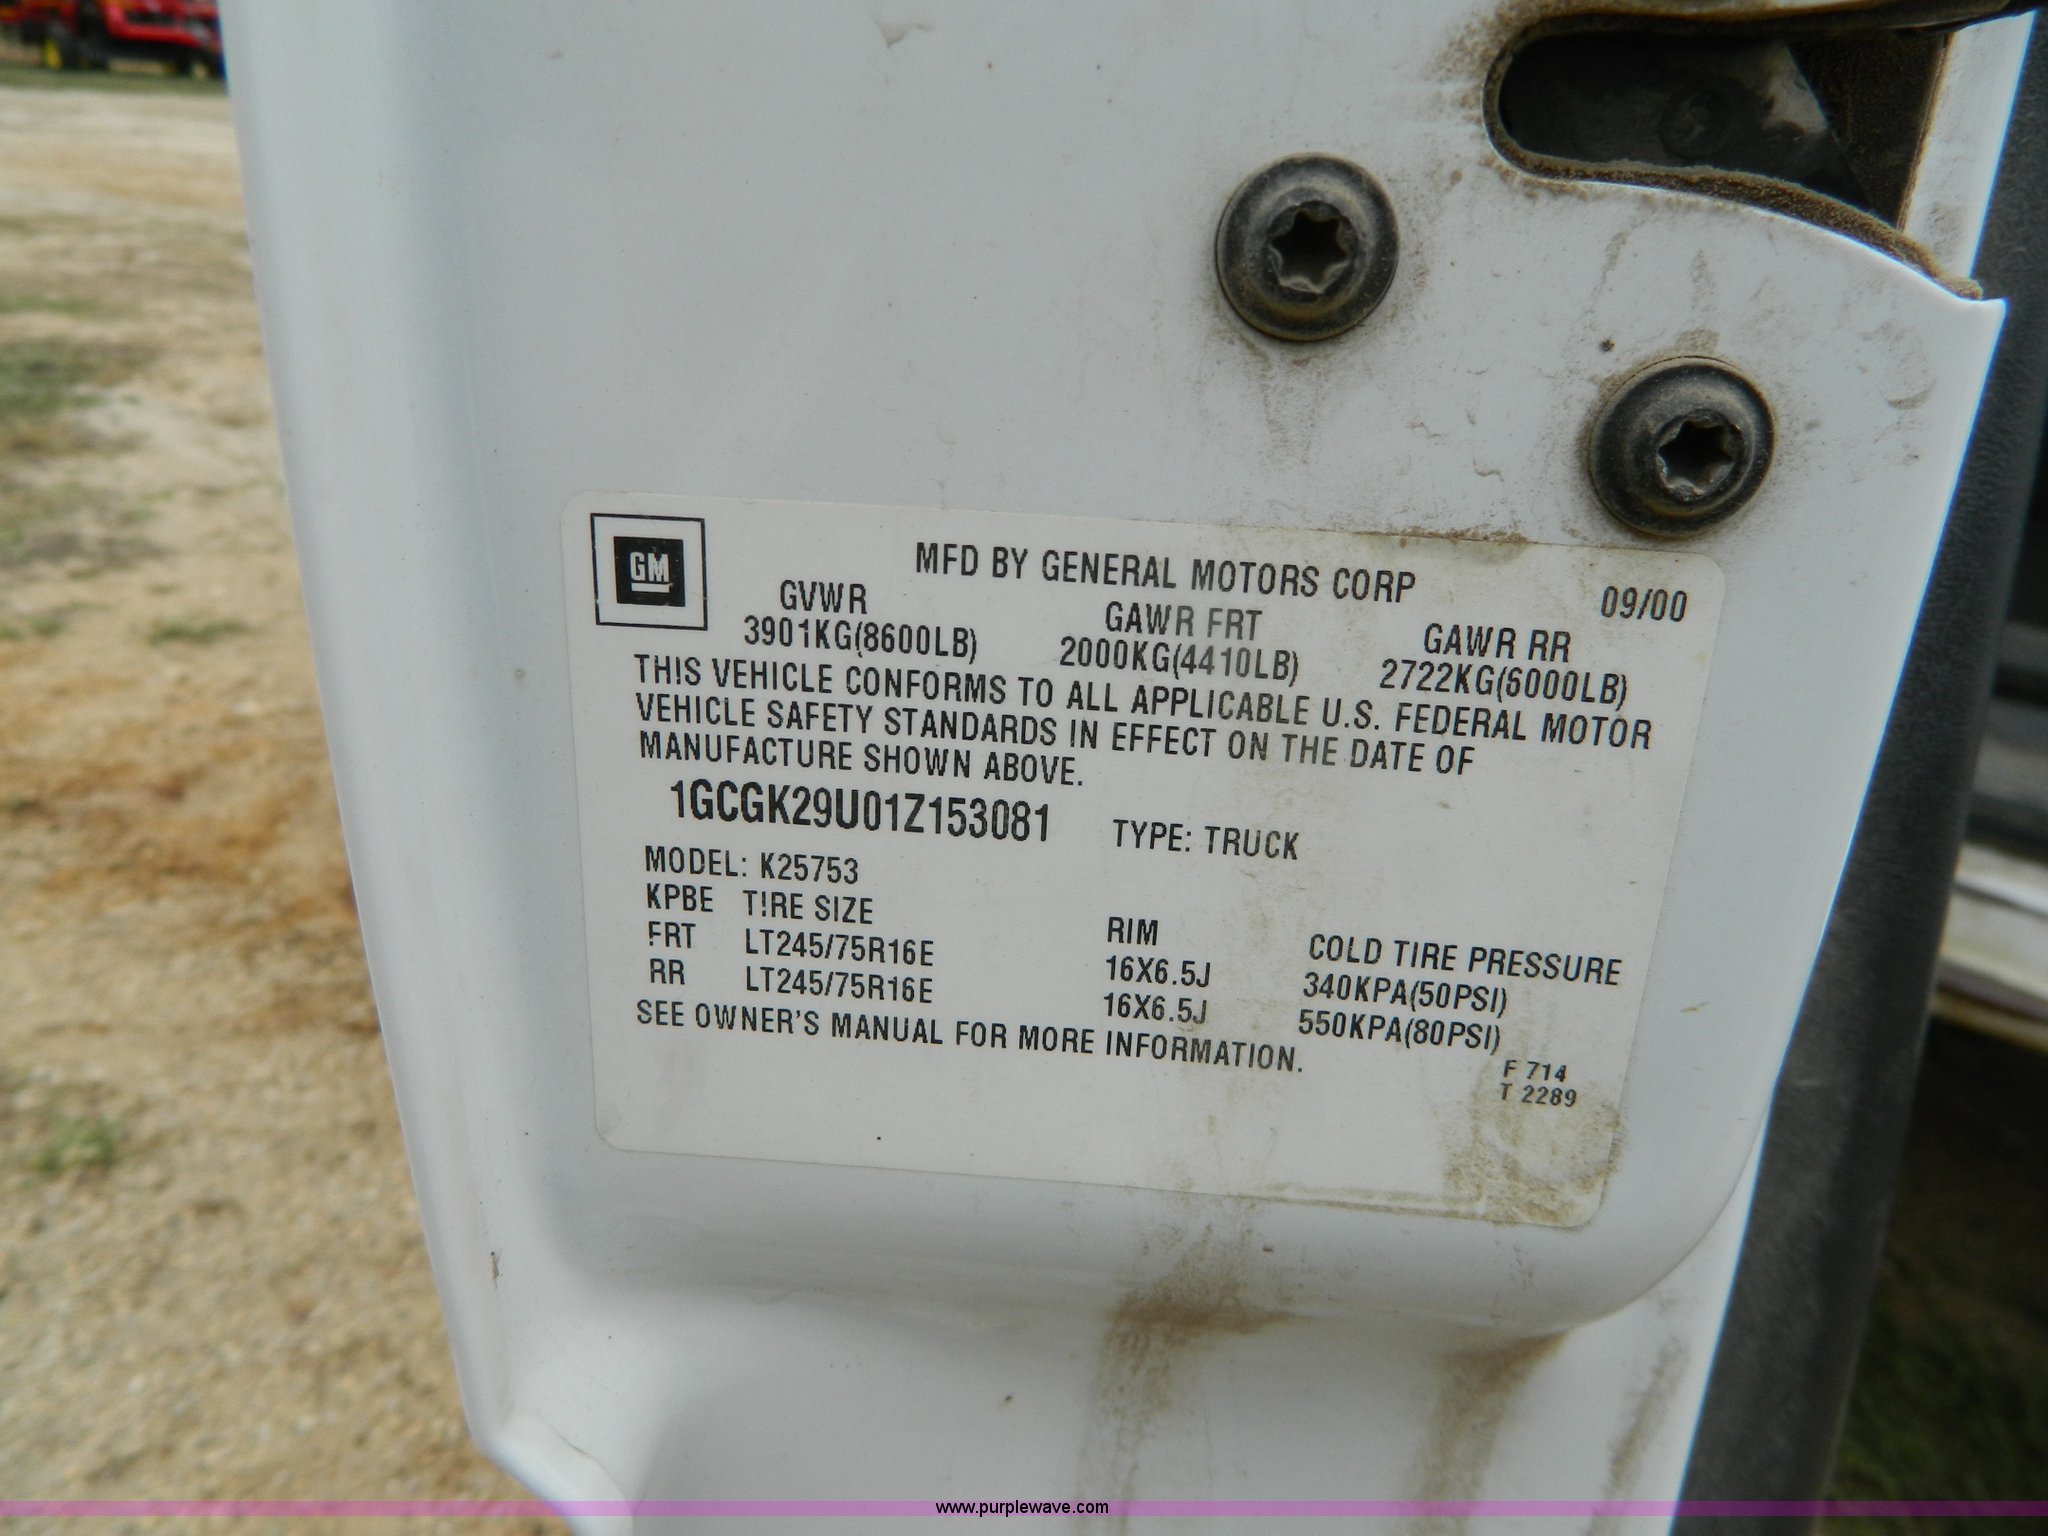 GM
MFD BY GENERAL MOTORS CORP 09/00
GVWR GAWR FRT GAWR RR
3901KG(8600LB) 2000KG(4410LB) 2722KG(6000LB)
THIS VEHICLE CONFORMS TO ALL APPLICABLE U.S. FEDERAL MOTOR
VEHICLE SAFETY STANDARDS IN EFFECT ON THE DATE OF
MANUFACTURE SHOWN ABOVE.
1GCGK29U01Z153081 TYPE: TRUCK
MODEL: K25753
KPBE TIRE SIZE RIM COLD TIRE PRESSURE
FRT LT245/75R16E 16X6.5J 340KPA(50PSI)
RR LT245/75R16E 16X6.5J 550KPA(80PSI)
SEE OWNER'S MANUAL FOR MORE INFORMATION.
F 714
T 2289
www.purplewave.com